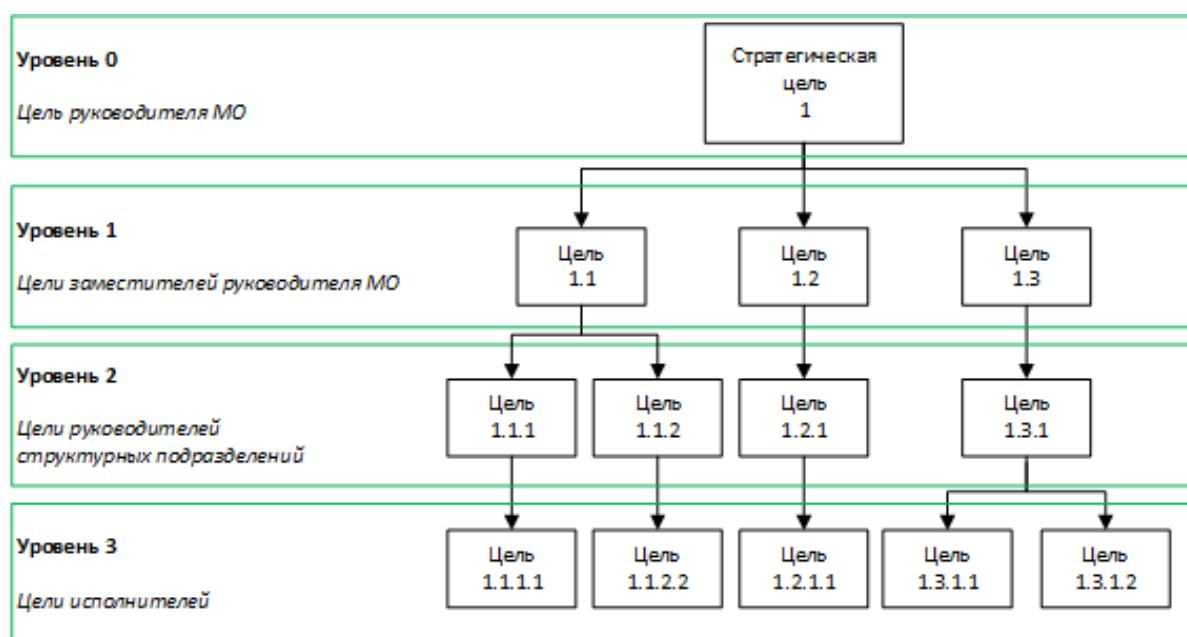 Уровень 0
Цель руководителя МО
Стратегическая
цель
1
Уровень 1
Цели заместителей руководителя МО
Цель
1.1
Цель
1.2
Цель
1.3
Уровень 2
Цели руководителей
структурных подразделений
Цель
1.1.1
Цель
1.1.2
Цель
1.2.1
Цель
1.3.1
Уровень 3
Цели исполнителей
Цель
1.1.1.1
Цель
1.1.2.2
Цель
1.2.1.1
Цель
1.3.1.1
Цель
1.3.1.2